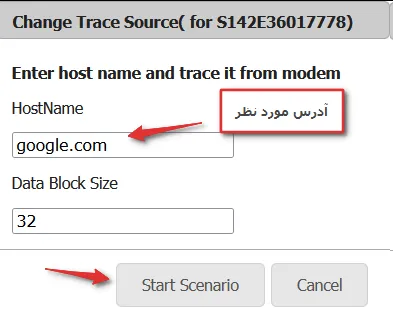 Change Trace Source( for S142E36017778)
Enter host name and trace it from modem
HostName
آدرس مورد نظر
google.com
Data Block Size
32
Start Scenario
Cancel